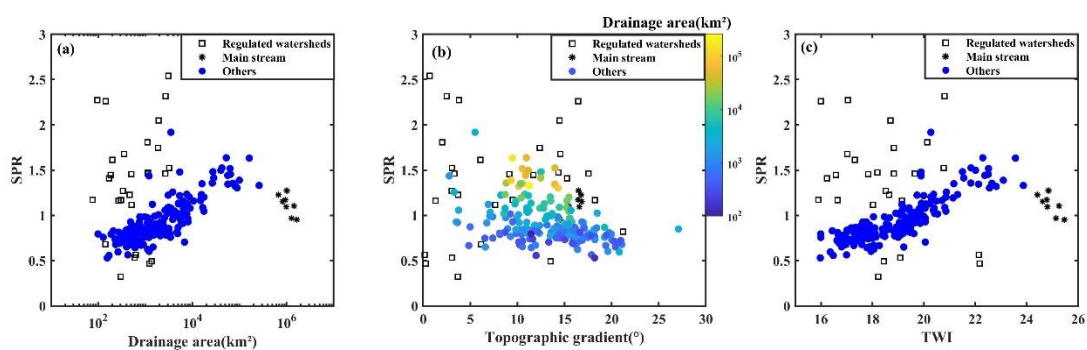 (a)
Regulated watersheds
Main stream
Others
SPR
3
2.5
2
1.5
1
0.5
0
10² 10³ 10⁴ 10⁵ 10⁶
Drainage area(km²)
Drainage area(km²)
(b)
Regulated watersheds
Main stream
Others
10⁵
10⁴
10³
10²
SPR
3
2.5
2
1.5
1
0.5
0
0 5 10 15 20 25 30
Topographic gradient(°)
(c)
Regulated watersheds
Main stream
Others
SPR
3
2.5
2
1.5
1
0.5
0
16 18 20 22 24 26
TWI